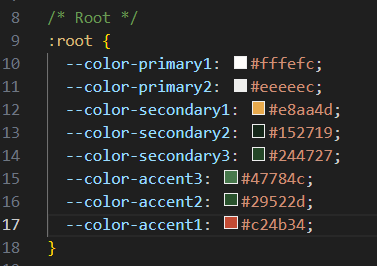 8 /* Root */
9 :root {
10 --color-primary1: #fffefc;
11 --color-primary2: #eeeeec;
12 --color-secondary1: #e8aa4d;
13 --color-secondary2: #152719;
14 --color-secondary3: #244727;
15 --color-accent3: #47784c;
16 --color-accent2: #29522d;
17 --color-accent1: #c24b34;
18 }